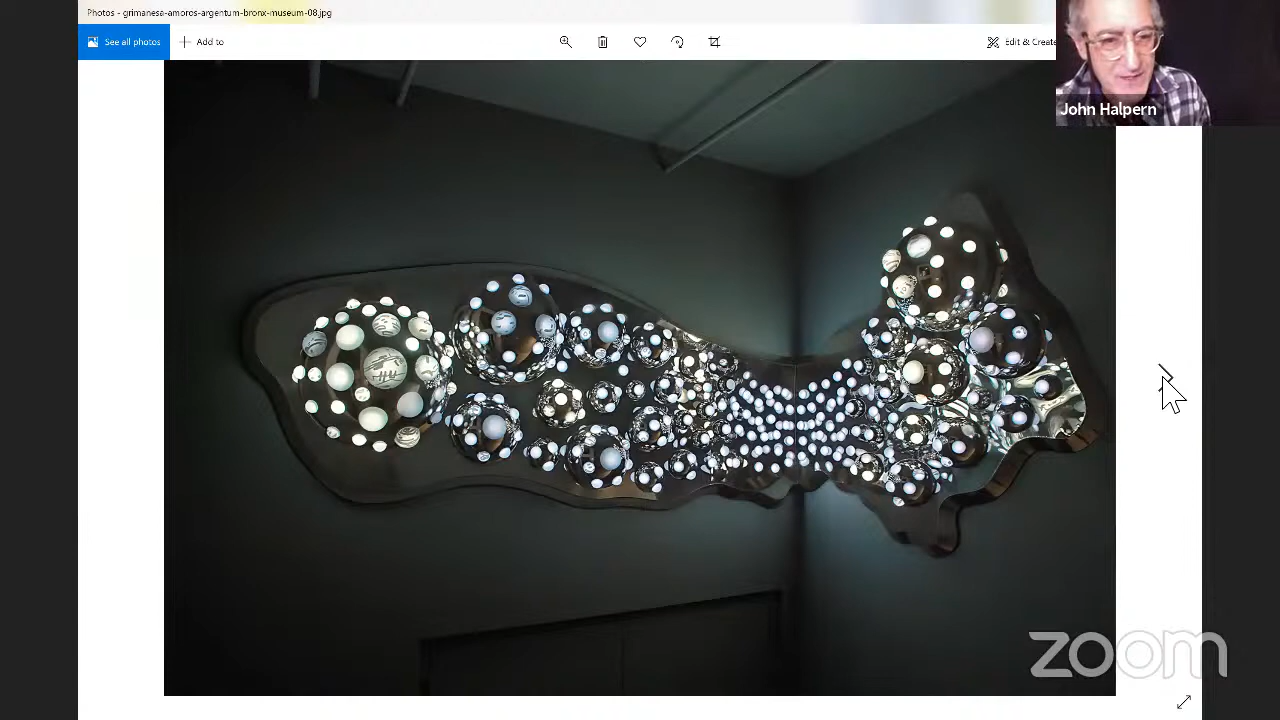 Photos - grimanesa-amoros-argentum-bronx-museum-08.jpg
See all photos
Add to
Edit & Create
John Halpern
zoom